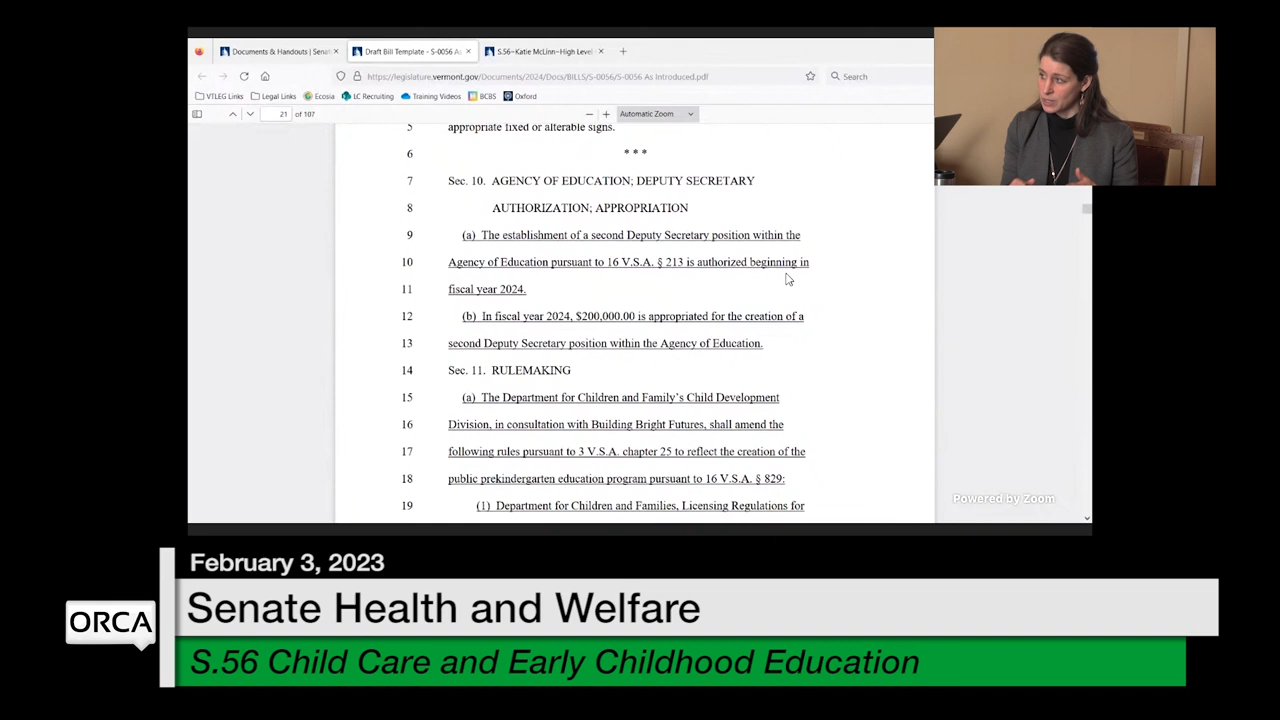 Documents & Handouts | Senat
Draft Bill Template - S-0056 As
S.56~Katie McLinn~High Level
https://legislature.vermont.gov/Documents/2024/Docs/BILLS/S-0056/S-0056 As Introduced.pdf
Search
VTLEG Links
Legal Links
Ecosia
LC Recruiting
Training Videos
BCBS
Oxford
21 of 107
Automatic Zoom
5 appropriate fixed or alterable signs.
6 * * *
7 Sec. 10. AGENCY OF EDUCATION; DEPUTY SECRETARY
8 AUTHORIZATION; APPROPRIATION
9 (a) The establishment of a second Deputy Secretary position within the
10 Agency of Education pursuant to 16 V.S.A. § 213 is authorized beginning in
11 fiscal year 2024.
12 (b) In fiscal year 2024, $200,000.00 is appropriated for the creation of a
13 second Deputy Secretary position within the Agency of Education.
14 Sec. 11. RULEMAKING
15 (a) The Department for Children and Family's Child Development
16 Division, in consultation with Building Bright Futures, shall amend the
17 following rules pursuant to 3 V.S.A. chapter 25 to reflect the creation of the
18 public prekindergarten education program pursuant to 16 V.S.A. § 829:
19 (1) Department for Children and Families, Licensing Regulations for
Powered by Zoom
February 3, 2023
ORCA
Senate Health and Welfare
S.56 Child Care and Early Childhood Education